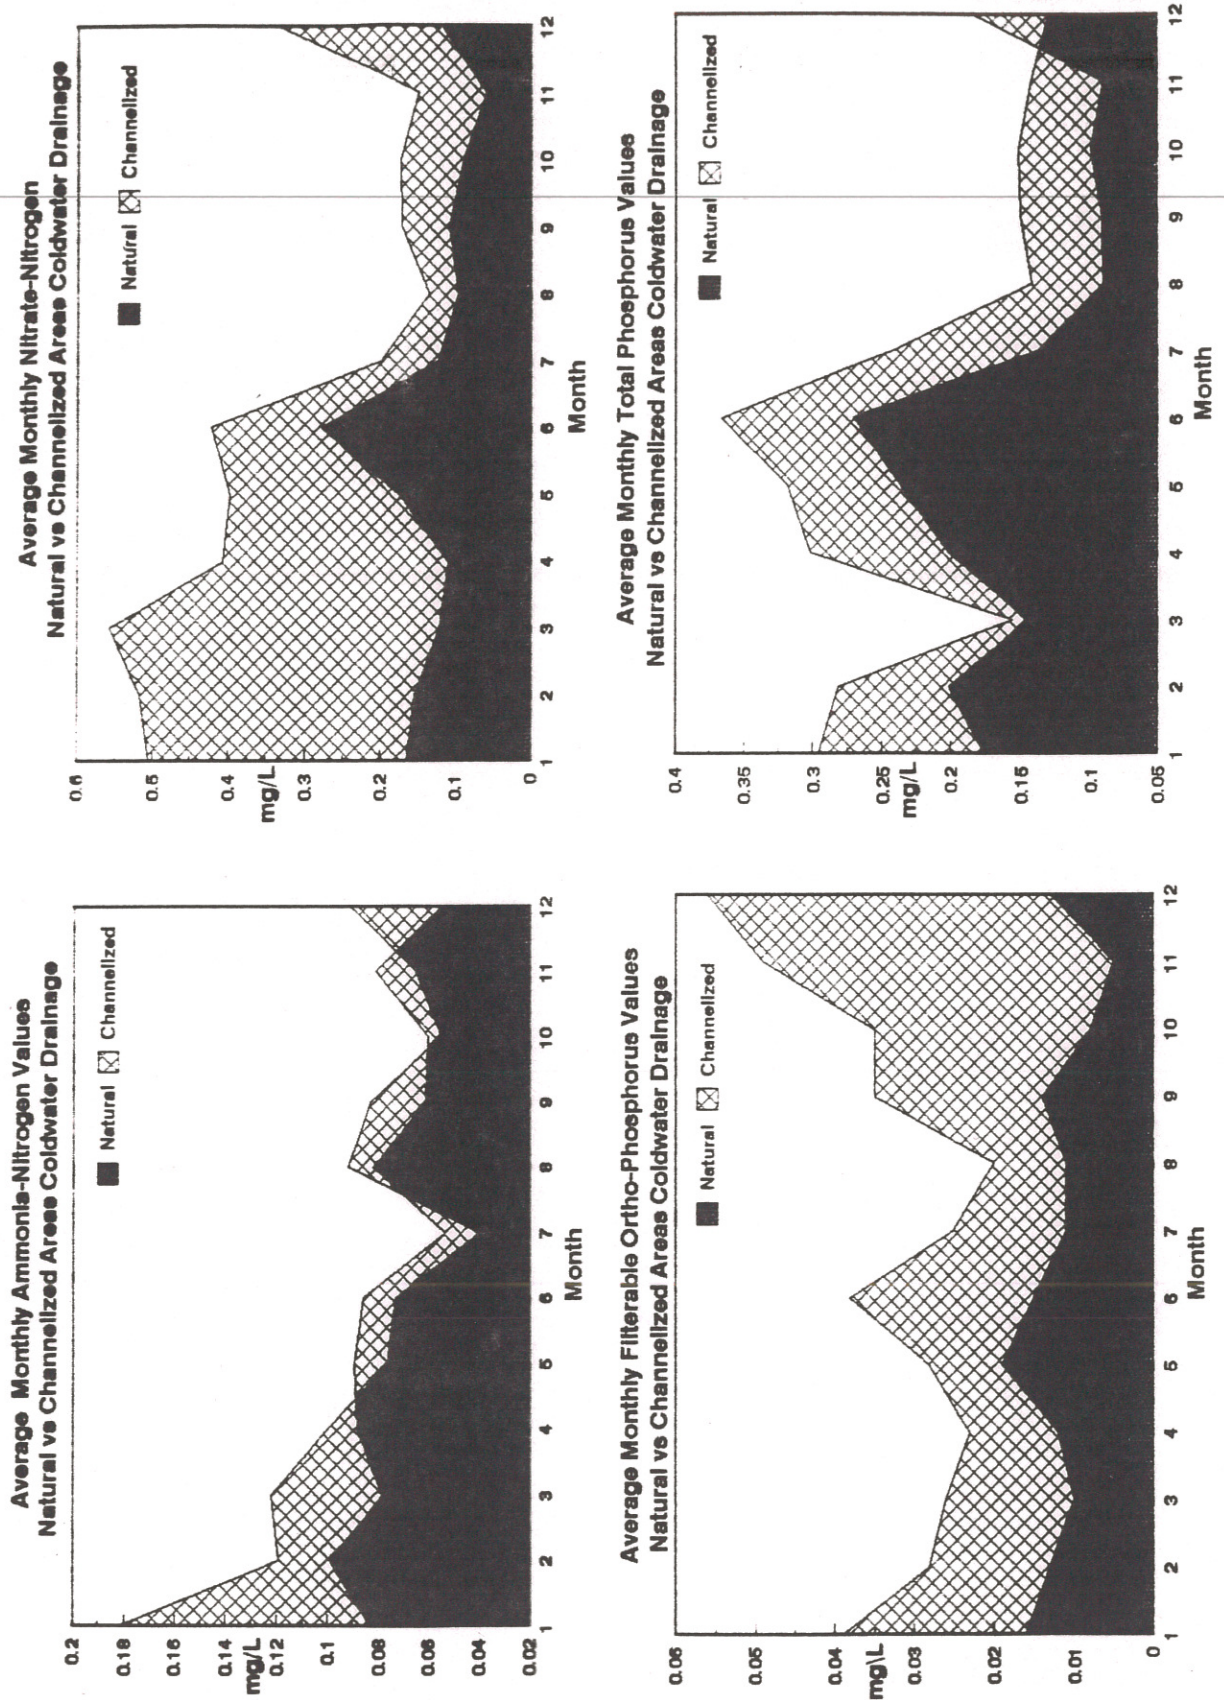 Average Monthly Ammonia-Nitrogen Values
Natural vs Channelized Areas Coldwater Drainage
Natural Channelized
0.2
0.18
0.16
0.14
mg/L
0.12
0.1
0.08
0.06
0.04
0.02
1 2 3 4 5 6 7 8 9 10 11 12
Month
Average Monthly Nitrate-Nitrogen
Natural vs Channelized Areas Coldwater Drainage
Natural Channelized
0.6
0.5
0.4
mg/L
0.3
0.2
0.1
0
1 2 3 4 5 6 7 8 9 10 11 12
Month
Average Monthly Filterable Ortho-Phosphorus Values
Natural vs Channelized Areas Coldwater Drainage
Natural Channelized
0.05
0.04
mg\L
0.03
0.02
0.01
0
1 2 3 4 5 6 7 8 9 10 11 12
Month
Average Monthly Total Phosphorus Values
Natural vs Channelized Areas Coldwater Drainage
Natural Channelized
0.4
0.35
0.3
0.25
mg/L
0.2
0.15
0.1
0.05
1 2 3 4 5 6 7 8 9 10 11 12
Month